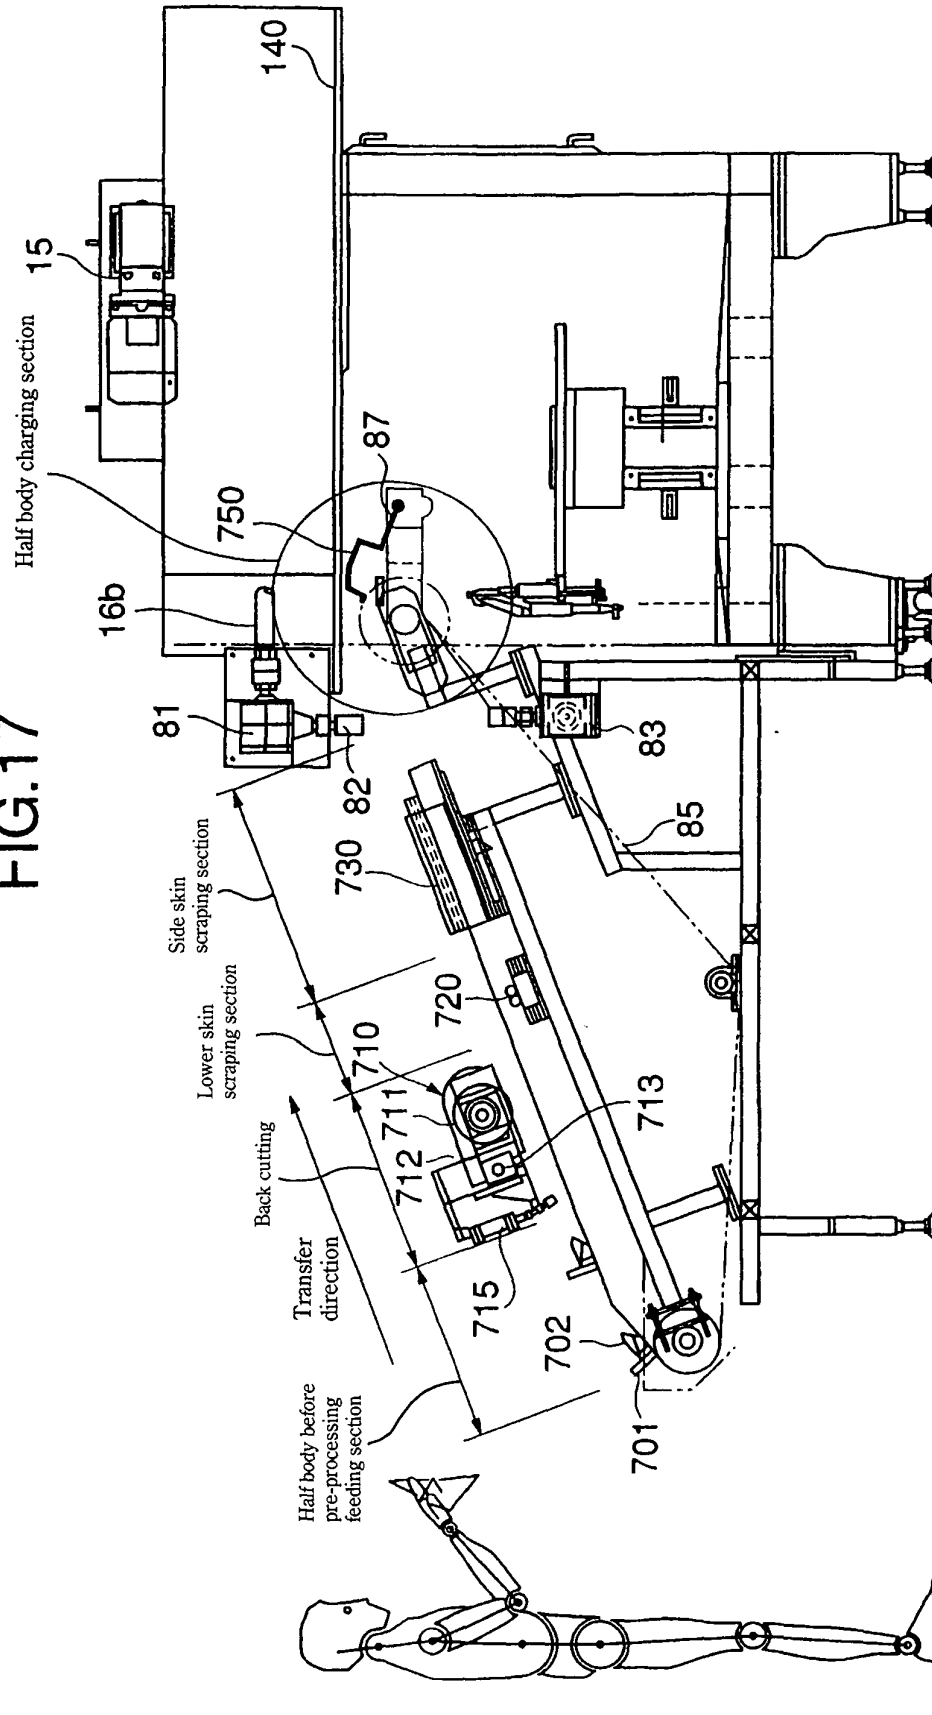 FIG.17
Half body charging section
15
16b
140
750
87
81
82
83
85
Side skin
scraping section
Lower skin
scraping section
Back cutting
Transfer
direction
Half body before
pre-processing
feeding section
730
720
710
711
712
713
715
702
701